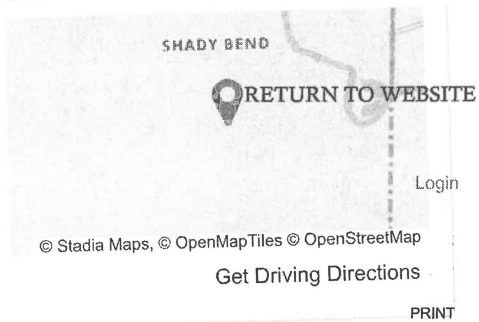 SHADY BEND
RETURN TO WEBSITE
Login
© Stadia Maps, © OpenMapTiles © OpenStreetMap
Get Driving Directions
PRINT